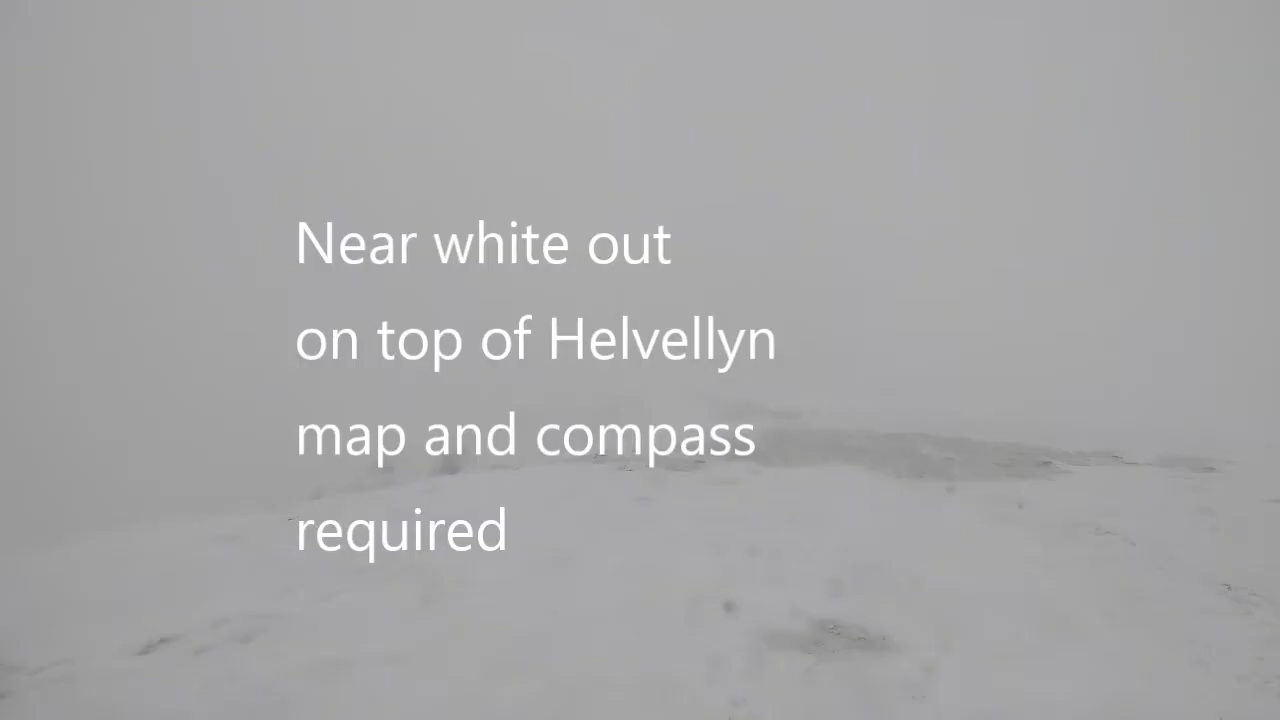 Near white out
on top of Helvellyn
map and compass
required